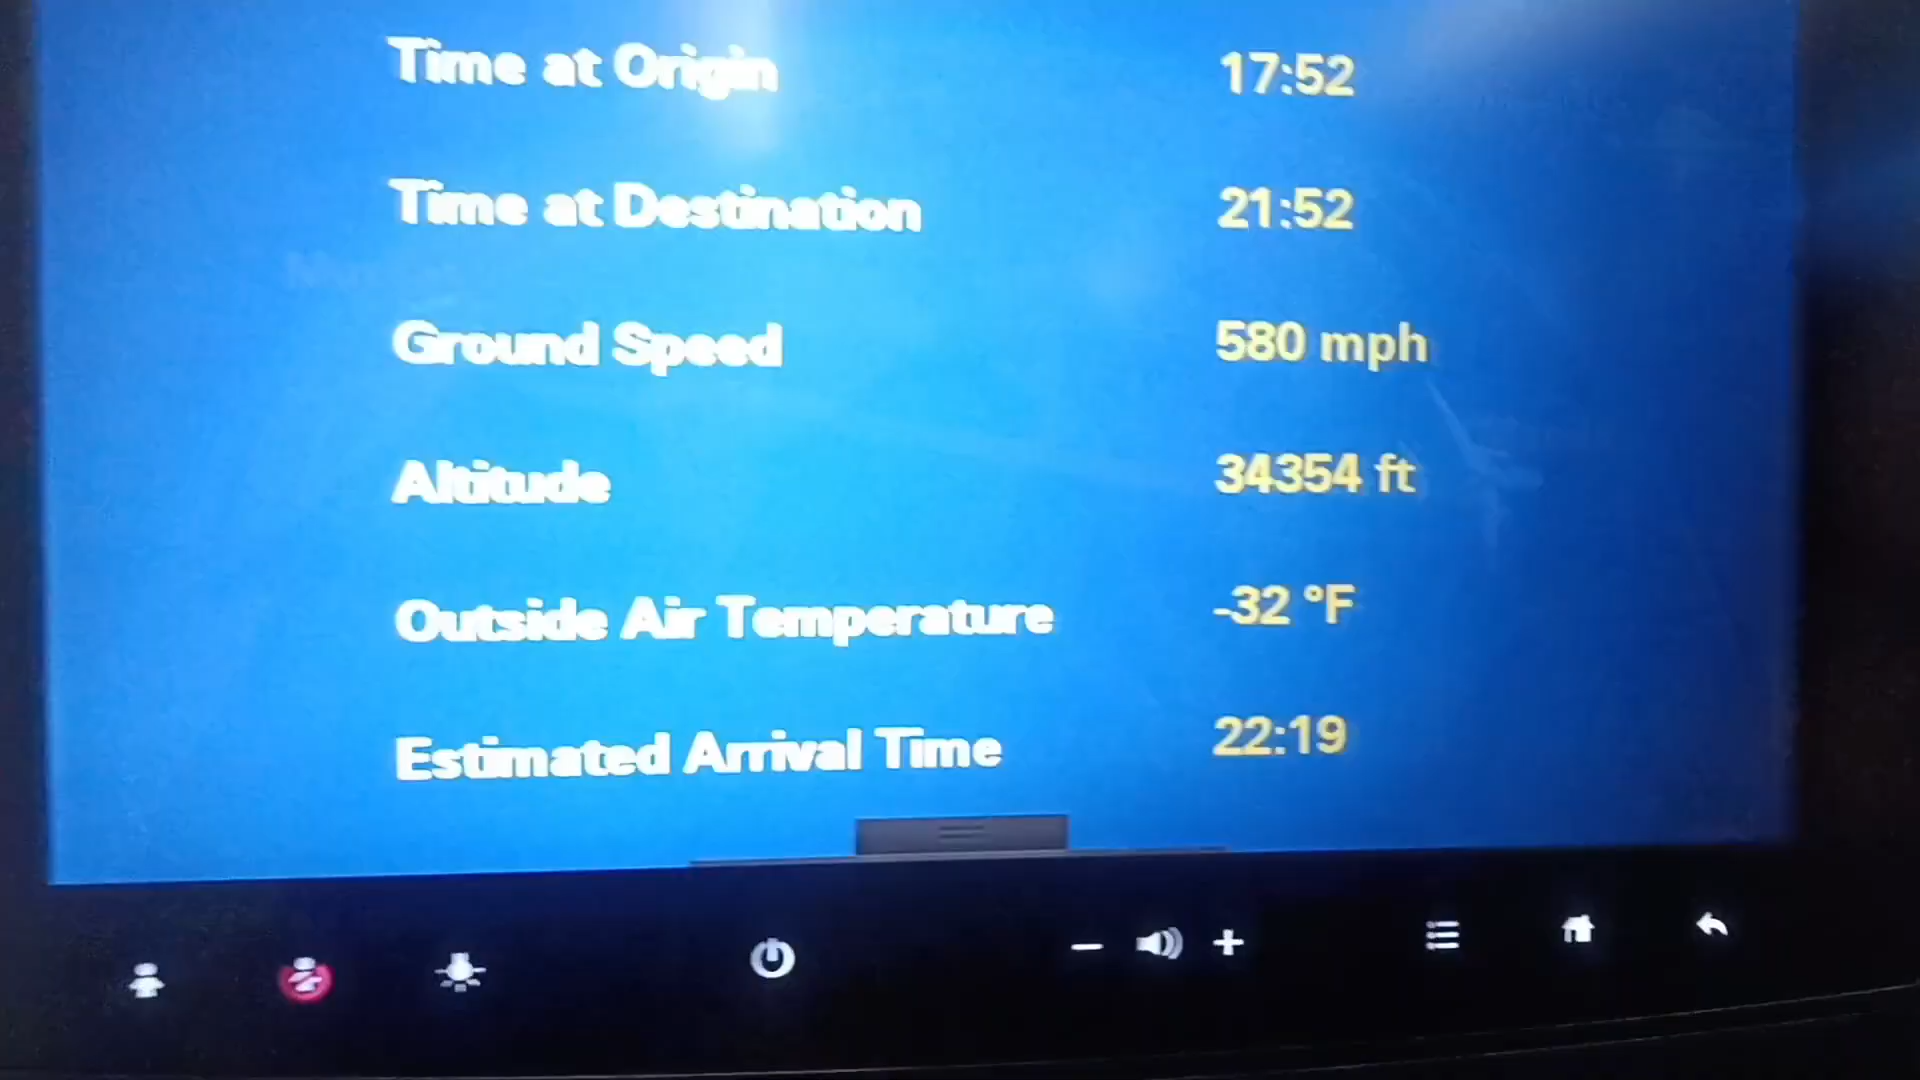 Time at Origin 17:52
Time at Destination 21:52
Ground Speed 580 mph
Altitude 34354 ft
Outside Air Temperature -32 °F
Estimated Arrival Time 22:19